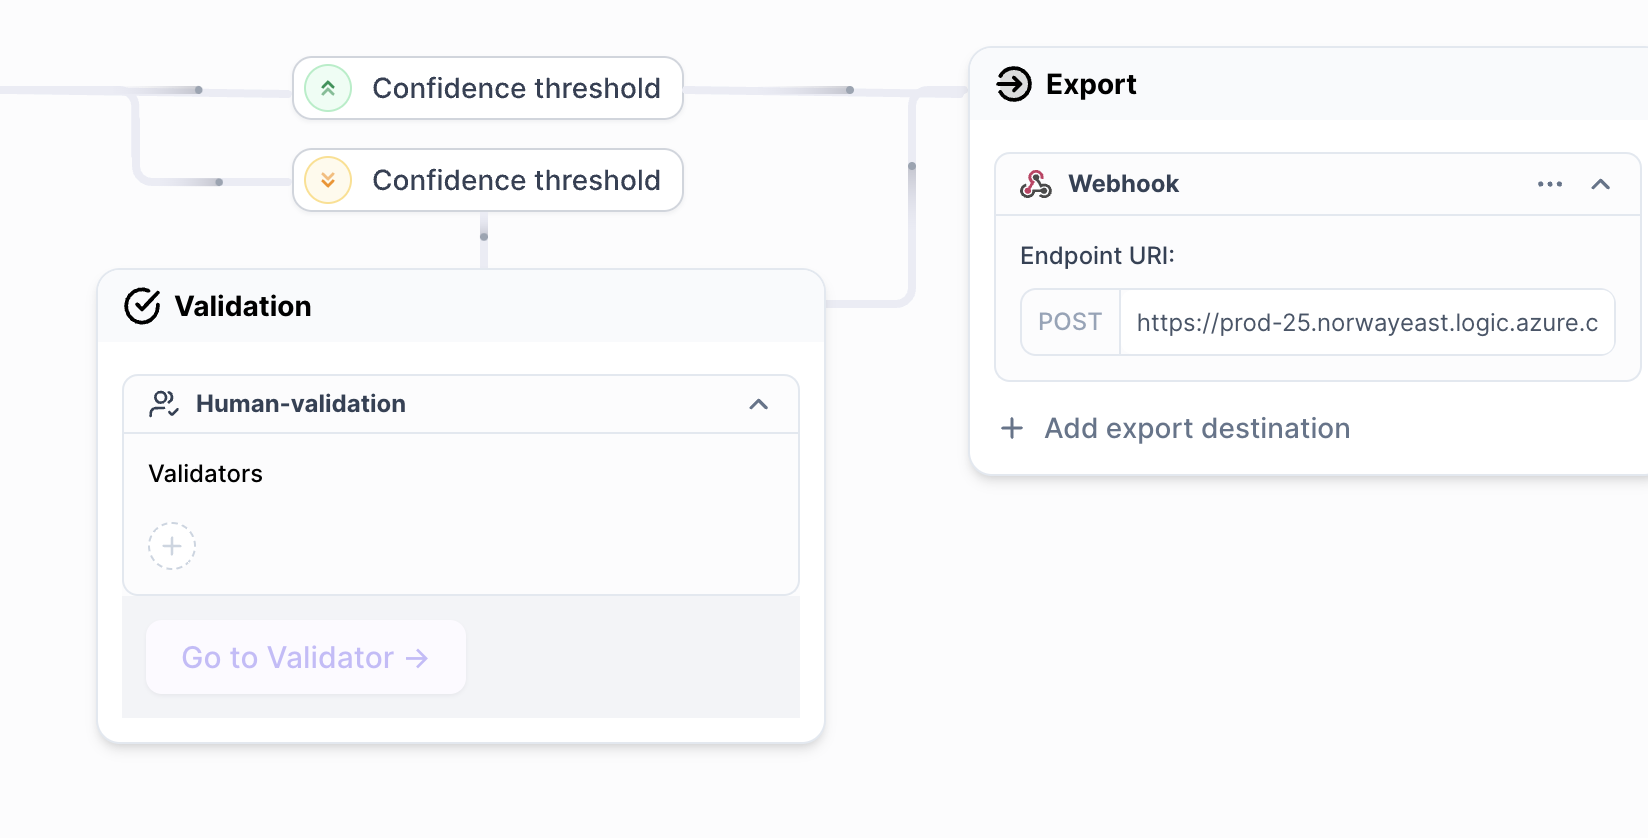 Confidence threshold
Confidence threshold
Validation
Human-validation
Validators
Go to Validator →
Export
Webhook
Endpoint URI:
POST https://prod-25.norwayeast.logic.azure.c
Add export destination